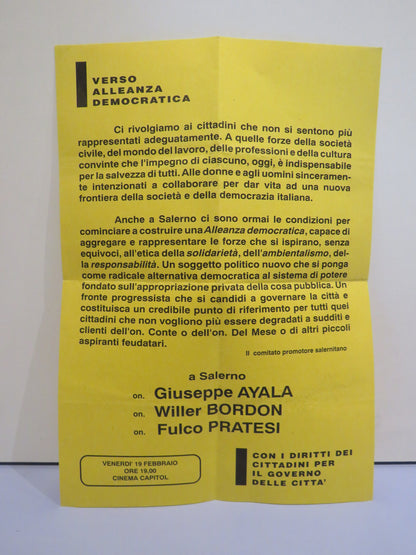 VERSO
ALLEANZA
DEMOCRATICA
Ci rivolgiamo ai cittadini che non si sentono più
rappresentati adeguatamente. A quelle forze della società
civile, del mondo del lavoro, delle professioni e della cultura
convinte che l'impegno di ciascuno, oggi, è indispensabile
per la salvezza di tutti. Alle donne e agli uomini sinceramen-
te intenzionati a collaborare per dar vita ad una nuova
frontiera della società e della democrazia italiana.
Anche a Salerno ci sono ormai le condizioni per
cominciare a costruire una Alleanza democratica, capace di
aggregare e rappresentare le forze che si ispirano, senza
equivoci, all'etica della solidarietà, dell'ambientalismo, del-
la responsabilità. Un soggetto politico nuovo che si ponga
come radicale alternativa democratica al sistema di potere
fondato sull'appropriazione privata della cosa pubblica. Un
fronte progressista che si candidi a governare la città e
costituisca un credibile punto di riferimento per tutti quei
cittadini che non vogliono più essere degradati a sudditi e
clienti dell'on. Conte o dell'on. Del Mese o di altri piccoli
aspiranti feudatari.
Il comitato promotore salernitano
a Salerno
on. Giuseppe AYALA
on. Willer BORDON
on. Fulco PRATESI
VENERDI' 19 FEBBRAIO
ORE 19,00
CINEMA CAPITOL
CON I DIRITTI DEI
CITTADINI PER
IL GOVERNO
DELLE CITTA'